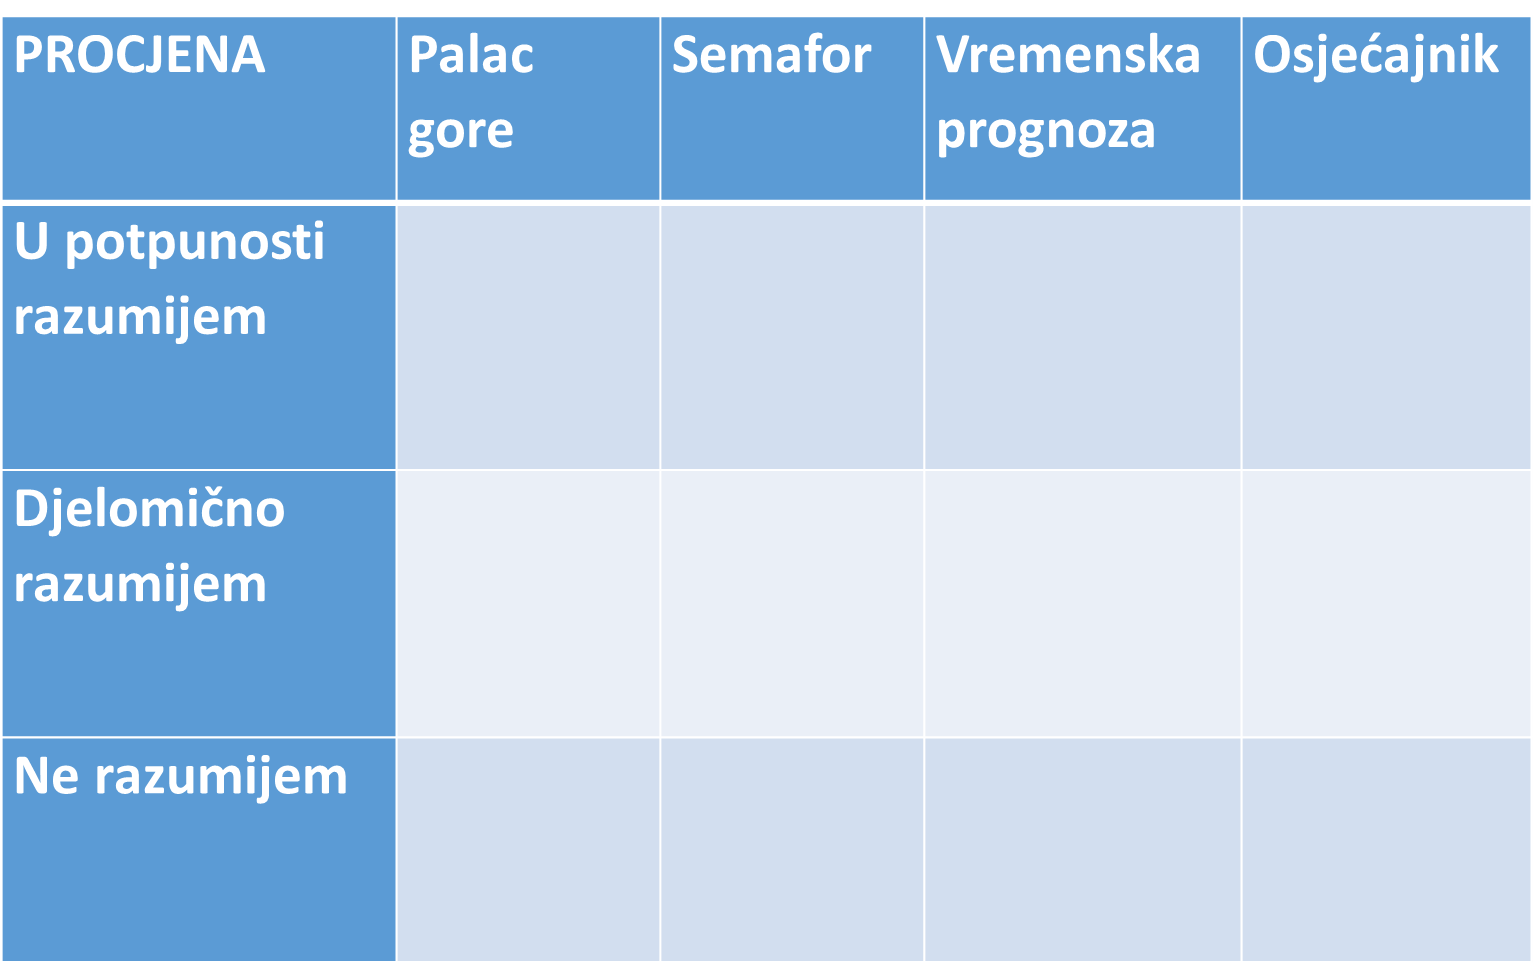 PROCJENA
Palac
gore
Semafor
Vremenska
prognoza
Osjećajnik
U potpunosti
razumijem
Djelomično
razumijem
Ne razumijem